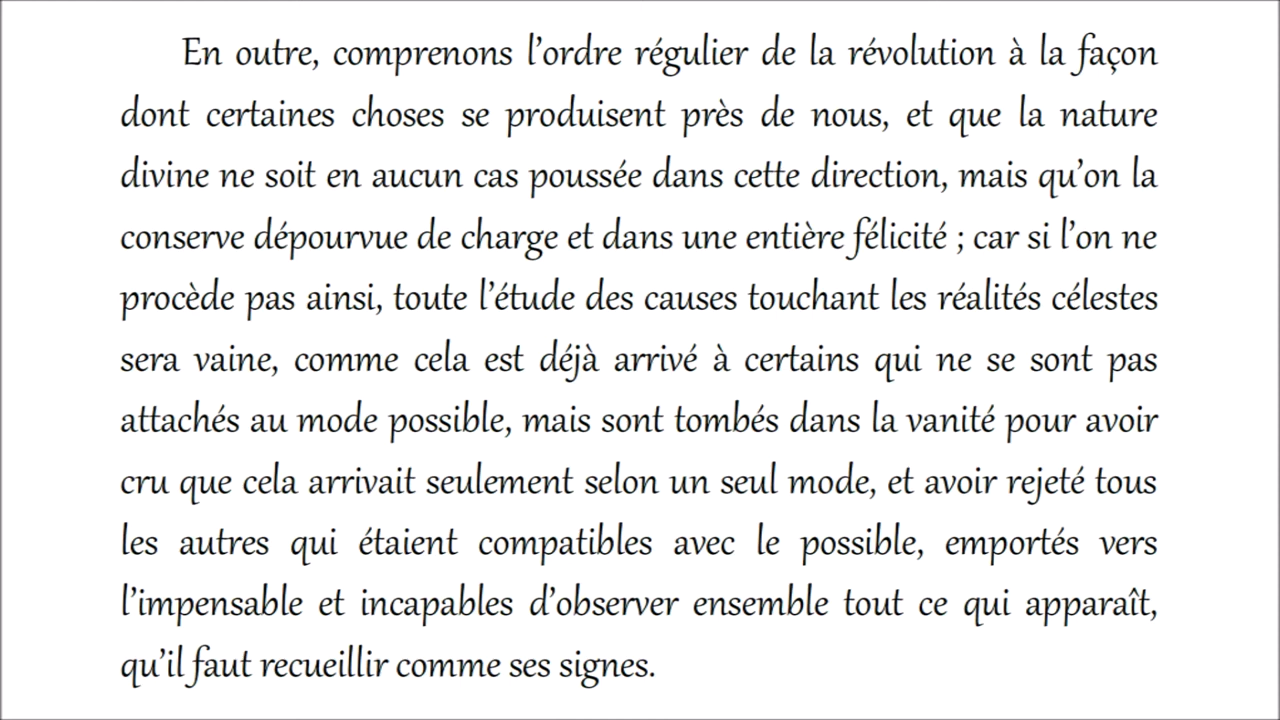 En outre, comprenons l’ordre régulier de la révolution à la façon
dont certaines choses se produisent près de nous, et que la nature
divine ne soit en aucun cas poussée dans cette direction, mais qu’on la
conserve dépourvue de charge et dans une entière félicité ; car si l’on ne
procède pas ainsi, toute l’étude des causes touchant les réalités célestes
sera vaine, comme cela est déjà arrivé à certains qui ne se sont pas
attachés au mode possible, mais sont tombés dans la vanité pour avoir
cru que cela arrivait seulement selon un seul mode, et avoir rejeté tous
les autres qui étaient compatibles avec le possible, emportés vers
l’impensable et incapables d’observer ensemble tout ce qui apparaît,
qu’il faut recueillir comme ses signes.